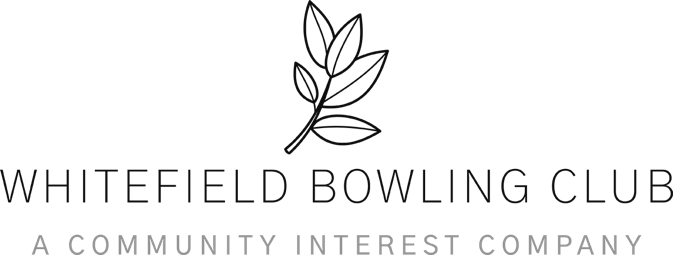 WHITEFIELD BOWLING CLUB
A COMMUNITY INTEREST COMPANY